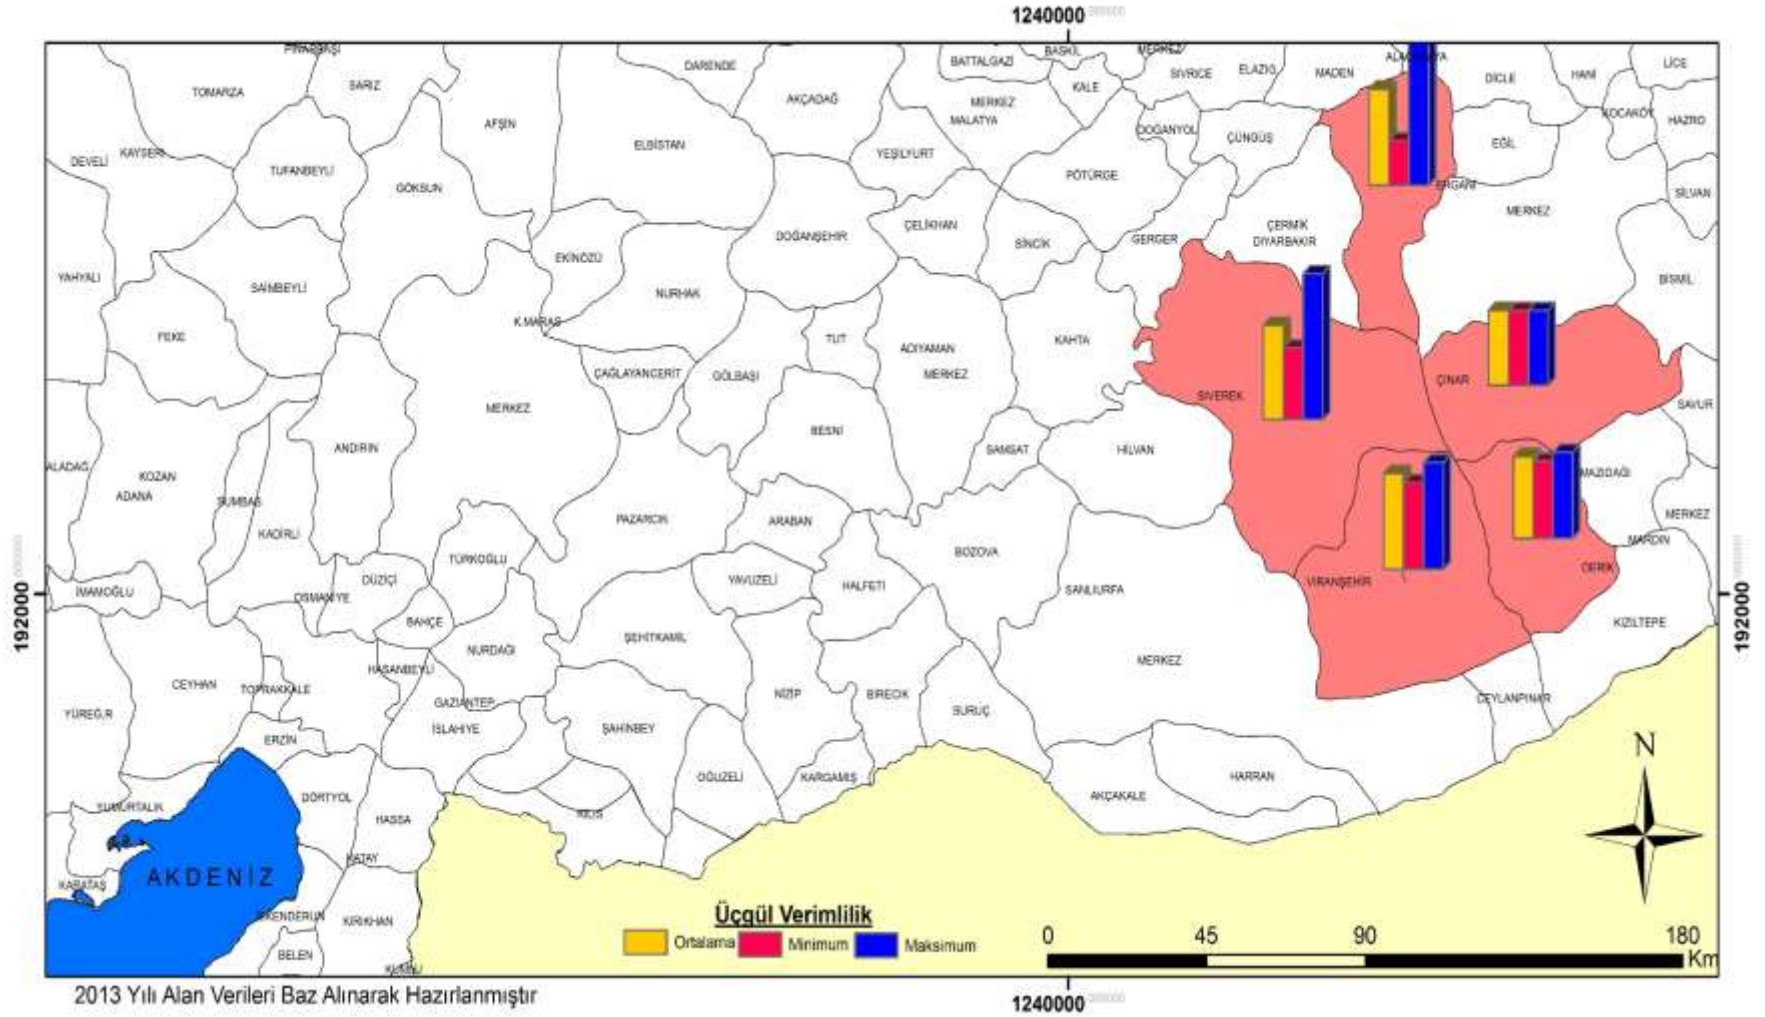 1240000
PINARBAŞI
TOMARZA
SARIZ
AFŞİN
DARENDE
AKÇADAĞ
BATTALGAZİ
BASKİL
MERKEZ
KALE
SİVRİCE
ELAZIĞ
MADEN
ALACAKAYA
DİCLE
HANİ
LİCE
MERKEZ
MALATYA
DOĞANYOL
ÇÜNGÜŞ
EĞİL
KOCAKÖY
HAZRO
DEVELİ
KAYSERİ
TUFANBEYLİ
GÖKSUN
ELBİSTAN
YEŞİLYURT
PÖTÜRGE
ERGANİ
SİLVAN
MERKEZ
ÇELİKHAN
SİNCİK
GERGER
ÇERMİK
DIYARBAKIR
DOĞANŞEHİR
EKİNÖZÜ
NURHAK
YAHYALI
SAİMBEYLİ
BİSMİL
FEKE
K.MARAŞ
TUT
ADIYAMAN
MERKEZ
KAHTA
ÇAĞLAYANCERİT
GÖLBAŞI
SİVEREK
ÇINAR
SAVUR
MERKEZ
BESNİ
SAMSAT
HİLVAN
ANDIRIN
ALADAĞ
KOZAN
ADANA
SUMBAS
KADİRLİ
MAZIDAĞI
MERKEZ
MARDİN
PAZARCIK
ARABAN
BOZOVA
TÜRKOĞLU
DÜZİÇİ
YAVUZELİ
HALFETİ
SANLIURFA
VİRANŞEHİR
DERİK
İMAMOĞLU
OSMANİYE
BAHÇE
KIZILTEPE
192000
192000
NURDAĞI
ŞEHİTKAMİL
HASANBEYLİ
MERKEZ
CEYHAN
TOPRAKKALE
GAZİANTEP
NİZİP
BİRECİK
SURUÇ
CEYLANPINAR
YÜREĞ,R
İSLAHİYE
ŞAHİNBEY
ERZİN
N
OĞUZELİ
KARGAMIŞ
AKÇAKALE
HARRAN
YUMURTALIK
DÖRTYOL
HASSA
KİLİS
HATAY
KARATAŞ
AKDENİZ
İSKENDERUN
KIRIKHAN
BELEN
KUMLU
Üçgül Verimlilik
Ortalama Minimum Maksimum
0 45 90 180
Km
2013 Yılı Alan Verileri Baz Alınarak Hazırlanmıştır
1240000